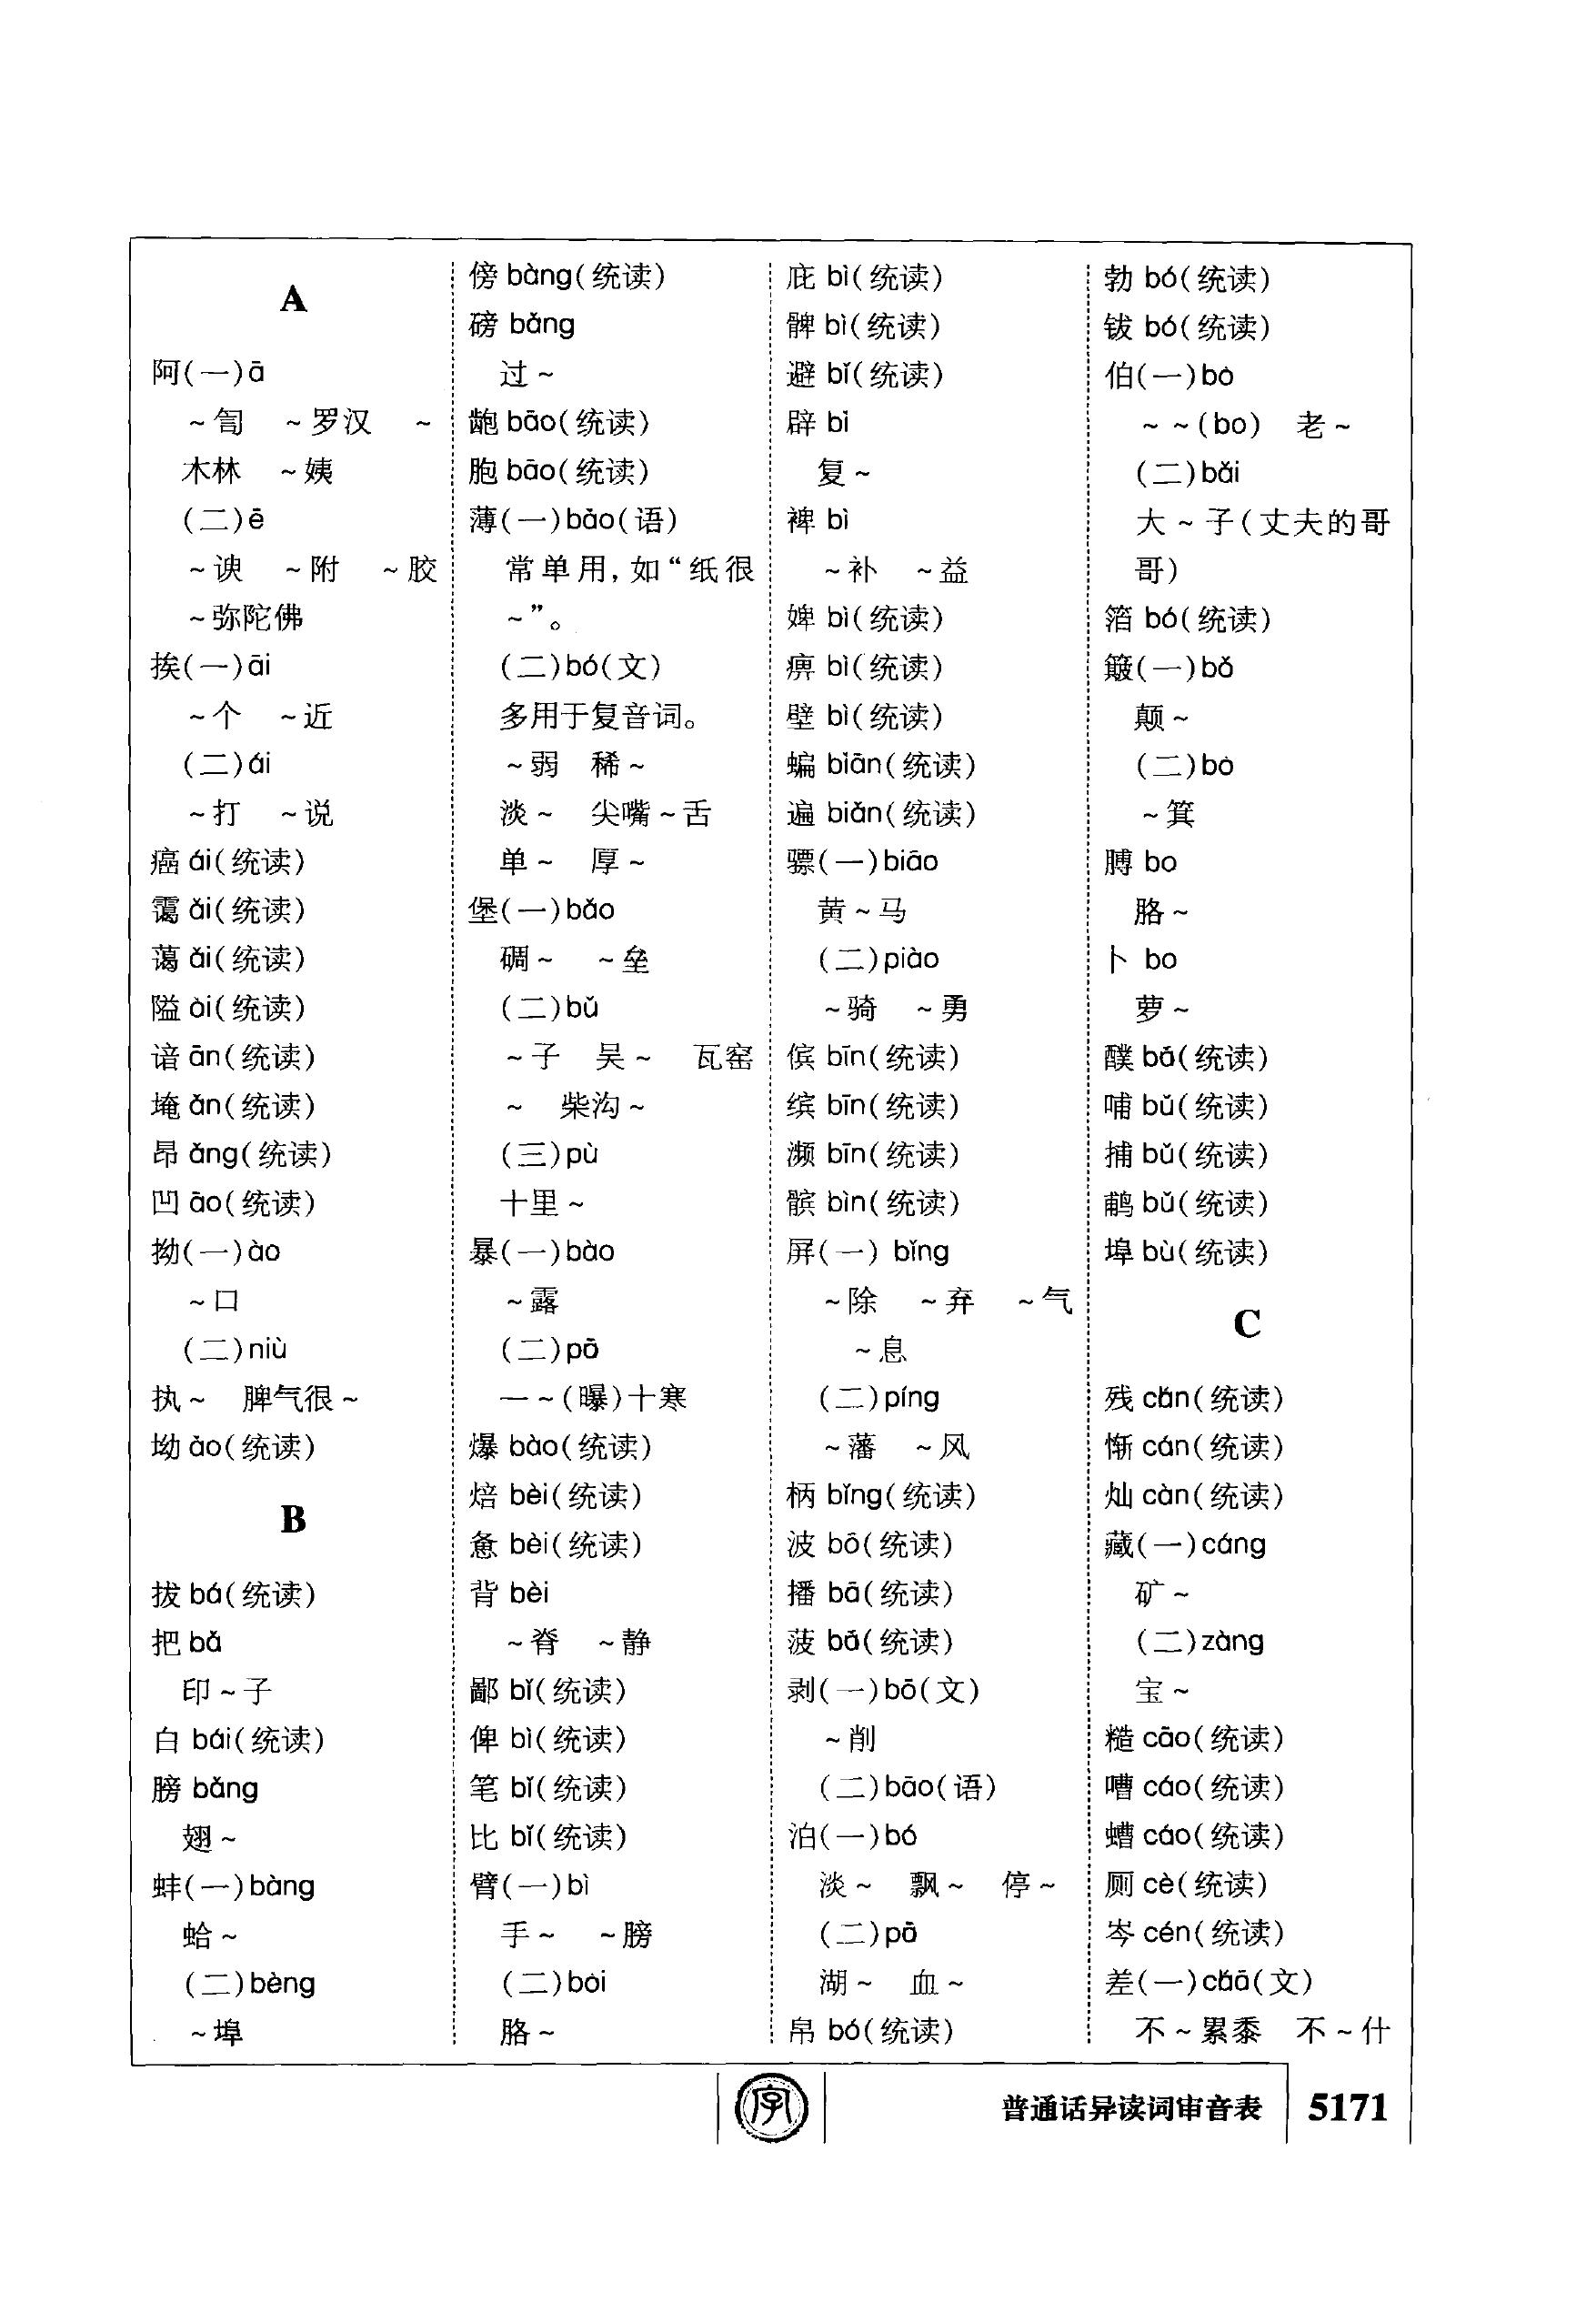 A
阿(一)ā
~訇 ~罗汉 ~
木林 ~姨
(二)ē
~谀 ~附 ~胶
~弥陀佛
挨(一)āi
~个 ~近
(二)ái
~打 ~说
癌 ái(统读)
霭 ǎi(统读)
蔼 ǎi(统读)
隘 ài(统读)
谙 ān(统读)
埯 ǎn(统读)
昂 ǎng(统读)
凹 āo(统读)
拗(一)ào
~口
(二)niù
执~ 脾气很~
坳 ào(统读)
B
拔 bá(统读)
把 bǎ
印~子
白 bái(统读)
膀 bǎng
翅~
蚌(一)bàng
蛤~
(二)bèng
~埠
傍 bàng(统读)
磅 bǎng
过~
龅 bāo(统读)
胞 bāo(统读)
薄(一)bǎo(语)
常单用,如“纸很
~”。
(二)bó(文)
多用于复音词。
~弱 稀~
淡~ 尖嘴~舌
单~ 厚~
堡(一)bǎo
碉~ ~垒
(二)bǔ
~子 吴~ 瓦窑
~ 柴沟~
(三)pù
十里~
暴(一)bào
~露
(二)pō
一~(曝)十寒
爆 bào(统读)
焙 bèi(统读)
惫 bèi(统读)
背 bèi
~脊 ~静
鄙 bǐ(统读)
俾 bì(统读)
笔 bǐ(统读)
比 bǐ(统读)
臂(一)bì
手~ ~膀
(二)bei
胳~
庇 bì(统读)
髀 bì(统读)
避 bǐ(统读)
辟 bì
复~
裨 bì
~补 ~益
婢 bì(统读)
痹 bì(统读)
壁 bì(统读)
蝙 biān(统读)
遍 biǎn(统读)
骠(一)biāo
黄~马
(二)piào
~骑 ~勇
傧 bīn(统读)
缤 bīn(统读)
濒 bīn(统读)
髌 bìn(统读)
屏(一) bǐng
~除 ~弃 ~气
~息
(二)píng
~藩 ~风
柄 bǐng(统读)
波 bō(统读)
播 bō(统读)
菠 bō(统读)
剥(一)bō(文)
~削
(二)bāo(语)
泊(一)bó
淡~ 飘~ 停~
(二)pō
湖~ 血~
帛 bó(统读)
勃 bó(统读)
钹 bó(统读)
伯(一)bò
~~(bo) 老~
(二)bǎi
大~子(丈夫的哥
哥)
箔 bó(统读)
簸(一)bǒ
颠~
(二)bò
~箕
膊 bo
胳~
卜 bo
萝~
醭 bǒ(统读)
哺 bǔ(统读)
捕 bǔ(统读)
鹋 bǔ(统读)
埠 bù(统读)
C
残 cán(统读)
惭 cán(统读)
灿 càn(统读)
藏(一)cáng
矿~
(二)zàng
宝~
糙 cāo(统读)
嘈 cáo(统读)
螬 cáo(统读)
厕 cè(统读)
岑 cén(统读)
差(一)chā(文)
不~累黍 不~什
字
普通话异读词审音表 5171